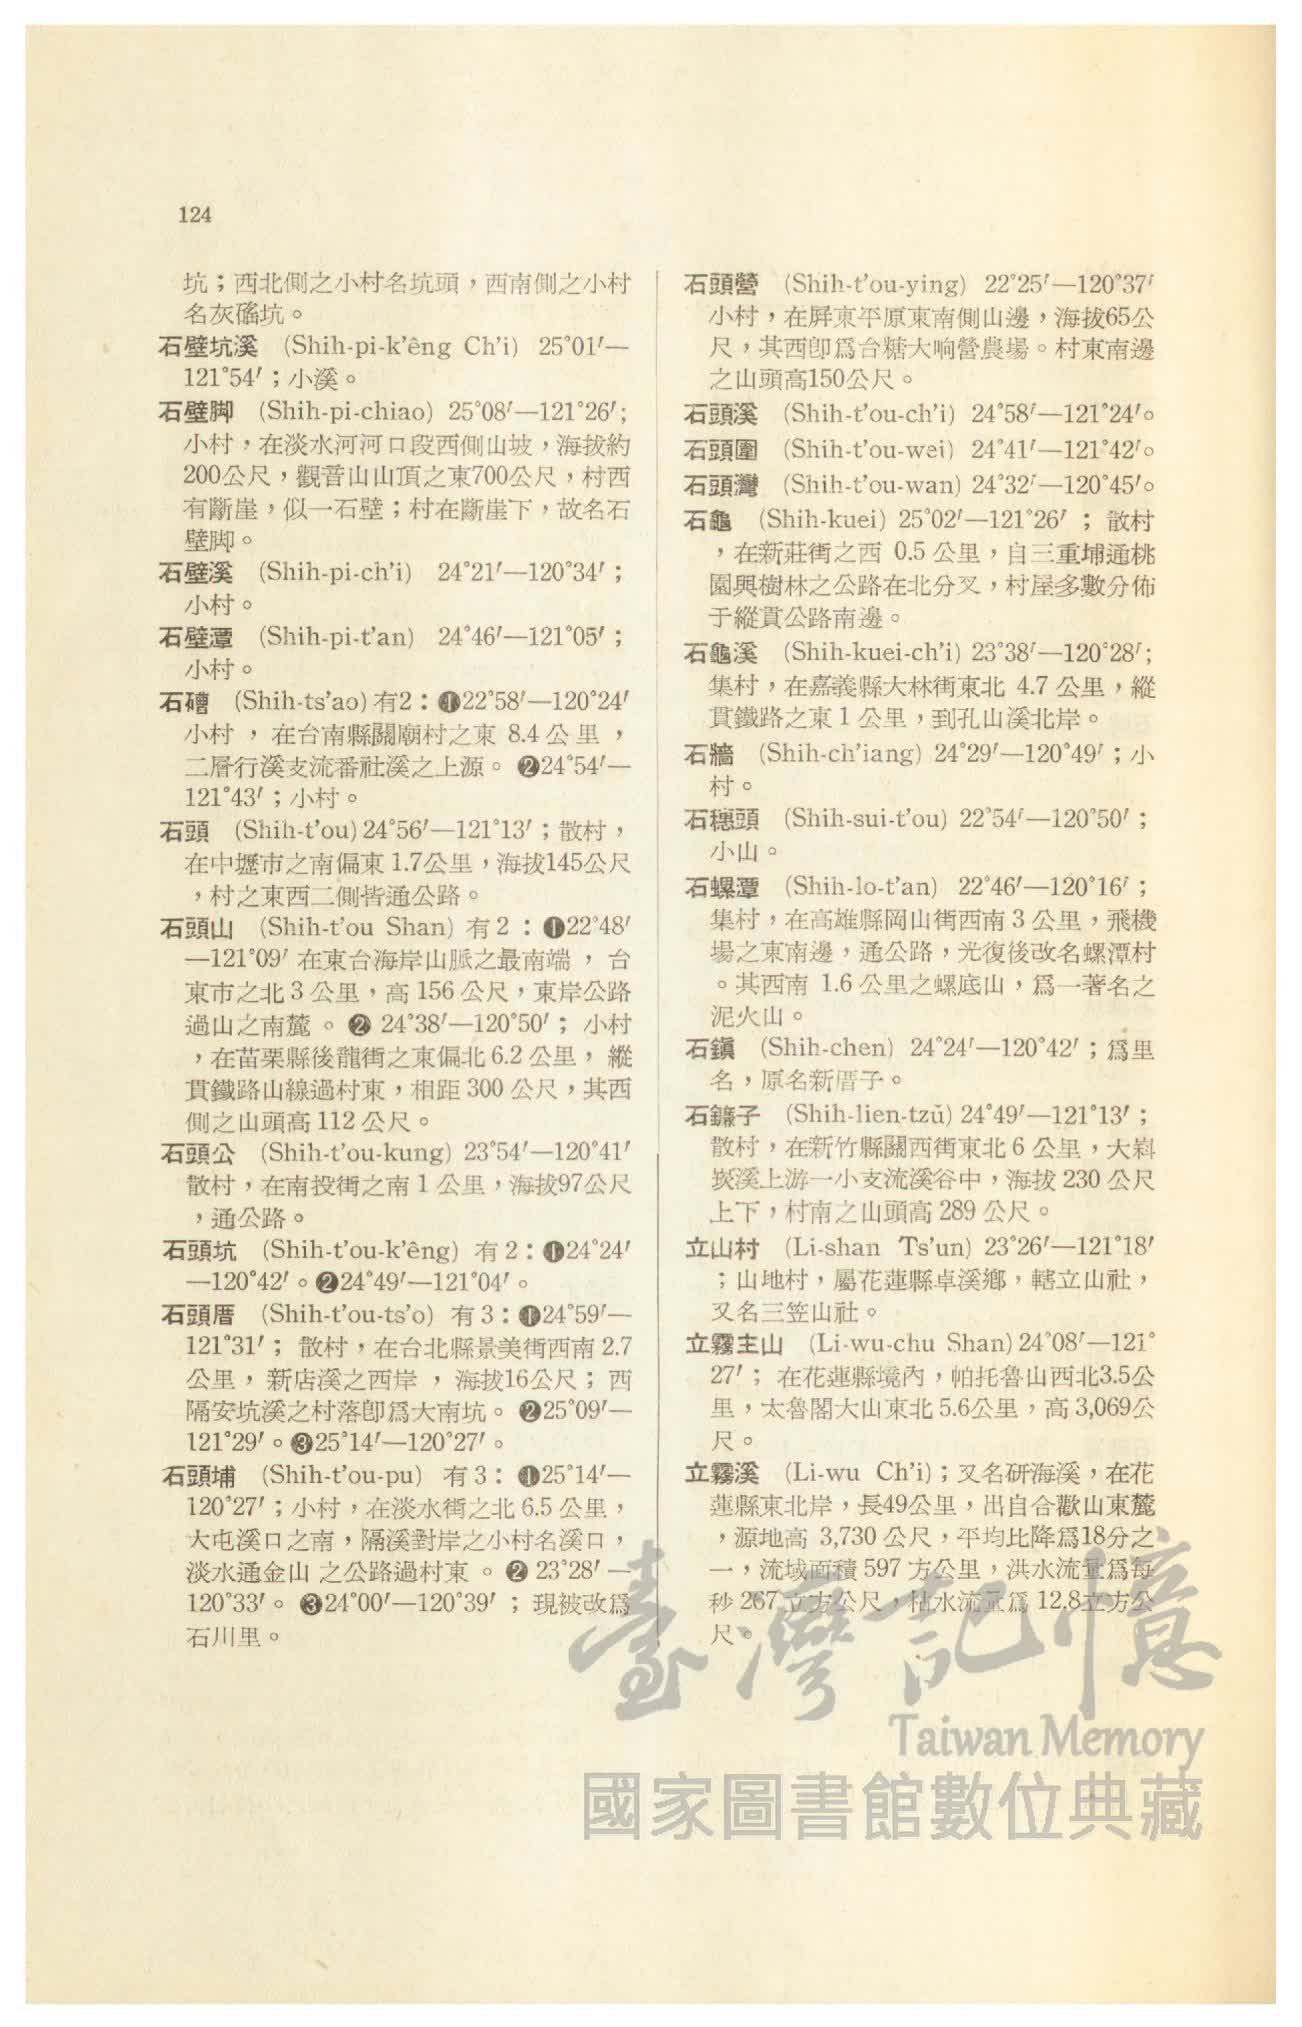 124
坑；西北側之小村名坑頭，西南側之小村
名灰磘坑。
石壁坑溪　(Shih-pi-k'êng Ch'i)　25°01′—
121°54′；小溪。
石壁脚　(Shih-pi-chiao) 25°08′—121°26′;
小村，在淡水河河口段西側山坡，海拔約
200公尺，觀音山山頂之東700公尺，村西
有斷崖，似一石壁；村在斷崖下，故名石
壁脚。
石壁溪　(Shih-pi-ch'i)　24°21′—120°34′；
小村。
石壁潭　(Shih-pi-t'an)　24°46′—121°05′；
小村。
石𥕢　(Shih-ts'ao) 有2：❶22°58′—120°24′
小村，在台南縣關廟村之東 8.4 公里，
二層行溪支流番社溪之上源。❷24°54′—
121°43′；小村。
石頭　(Shih-t'ou) 24°56′—121°13′；散村，
在中壢市之南偏東 1.7公里，海拔145公尺
，村之東西二側皆通公路。
石頭山　(Shih-t'ou Shan) 有 2 ：❶22°48′
—121°09′ 在東台海岸山脈之最南端，台
東市之北 3 公里，高 156 公尺，東岸公路
過山之南麓。❷ 24°38′—120°50′；小村
，在苗栗縣後龍街之東偏北 6.2 公里，縱
貫鐵路山線過村東，相距 300 公尺，其西
側之山頭高 112 公尺。
石頭公　(Shih-t'ou-kung) 23°54′—120°41′
散村，在南投街之南 1 公里，海拔97公尺
，通公路。
石頭坑　(Shih-t'ou-k'êng) 有 2：❶24°24′
—120°42′。❷24°49′—121°04′。
石頭厝　(Shih-t'ou-ts'o) 有 3：❶24°59′—
121°31′；散村，在台北縣景美街西南 2.7
公里，新店溪之西岸，海拔16公尺；西
隔安坑溪之村落卽爲大南坑。❷25°09′—
121°29′。❸25°14′—120°27′。
石頭埔　(Shih-t'ou-pu) 有 3：❶25°14′—
120°27′；小村，在淡水街之北 6.5 公里，
大屯溪口之南，隔溪對岸之小村名溪口，
淡水通金山 之公路過村東。❷ 23°28′—
120°33′。❸24°00′—120°39′；現被改爲
石川里。
石頭營　(Shih-t'ou-ying) 22°25′—120°37′
小村，在屏東平原東南側山邊，海拔65公
尺，其西卽爲台糖大响營農場。村東南邊
之山頭高150公尺。
石頭溪　(Shih-t'ou-ch'i) 24°58′—121°24′。
石頭圍　(Shih-t'ou-wei) 24°41′—121°42′。
石頭灣　(Shih-t'ou-wan) 24°32′—120°45′。
石龜　(Shih-kuei) 25°02′—121°26′；散村
，在新莊街之西 0.5 公里，自三重埔通桃
園與樹林之公路在北分叉，村屋多數分佈
于縱貫公路南邊。
石龜溪　(Shih-kuei-ch'i) 23°38′—120°28′;
集村，在嘉義縣大林街東北 4.7 公里，縱
貫鐵路之東 1 公里，到孔山溪北岸。
石牆　(Shih-ch'iang) 24°29′—120°49′；小
村。
石穗頭　(Shih-sui-t'ou) 22°54′—120°50′；
小山。
石螺潭　(Shih-lo-t'an)　22°46′—120°16′；
集村，在高雄縣岡山街西南 3 公里，飛機
場之東南邊，通公路，光復後改名螺潭村
。其西南 1.6 公里之螺底山，爲一著名之
泥火山。
石鎭　(Shih-chen) 24°24′—120°42′；爲里
名，原名新厝子。
石鐮子　(Shih-lien-tzŭ) 24°49′—121°13′；
散村，在新竹縣關西街東北 6 公里，大嵙
崁溪上游一小支流溪谷中，海拔 230 公尺
上下，村南之山頭高 289 公尺。
立山村　(Li-shan Ts'un) 23°26′—121°18′
；山地村，屬花蓮縣卓溪鄉，轄立山社，
又名三笠山社。
立霧主山　(Li-wu-chu Shan) 24°08′—121°
27′；在花蓮縣境內，帕托魯山西北3.5公
里，太魯閣大山東北 5.6公里，高 3,069公
尺。
立霧溪　(Li-wu Ch'i)；又名硏海溪，在花
蓮縣東北岸，長49公里，出自合歡山東麓
，源地高 3,730 公尺，平均比降爲18分之
一，流域面積 597 方公里，洪水流量爲每
秒 267 立方公尺，枯水流量爲 12.8立方公
尺。
臺灣記憶
Taiwan Memory
國家圖書館數位典藏